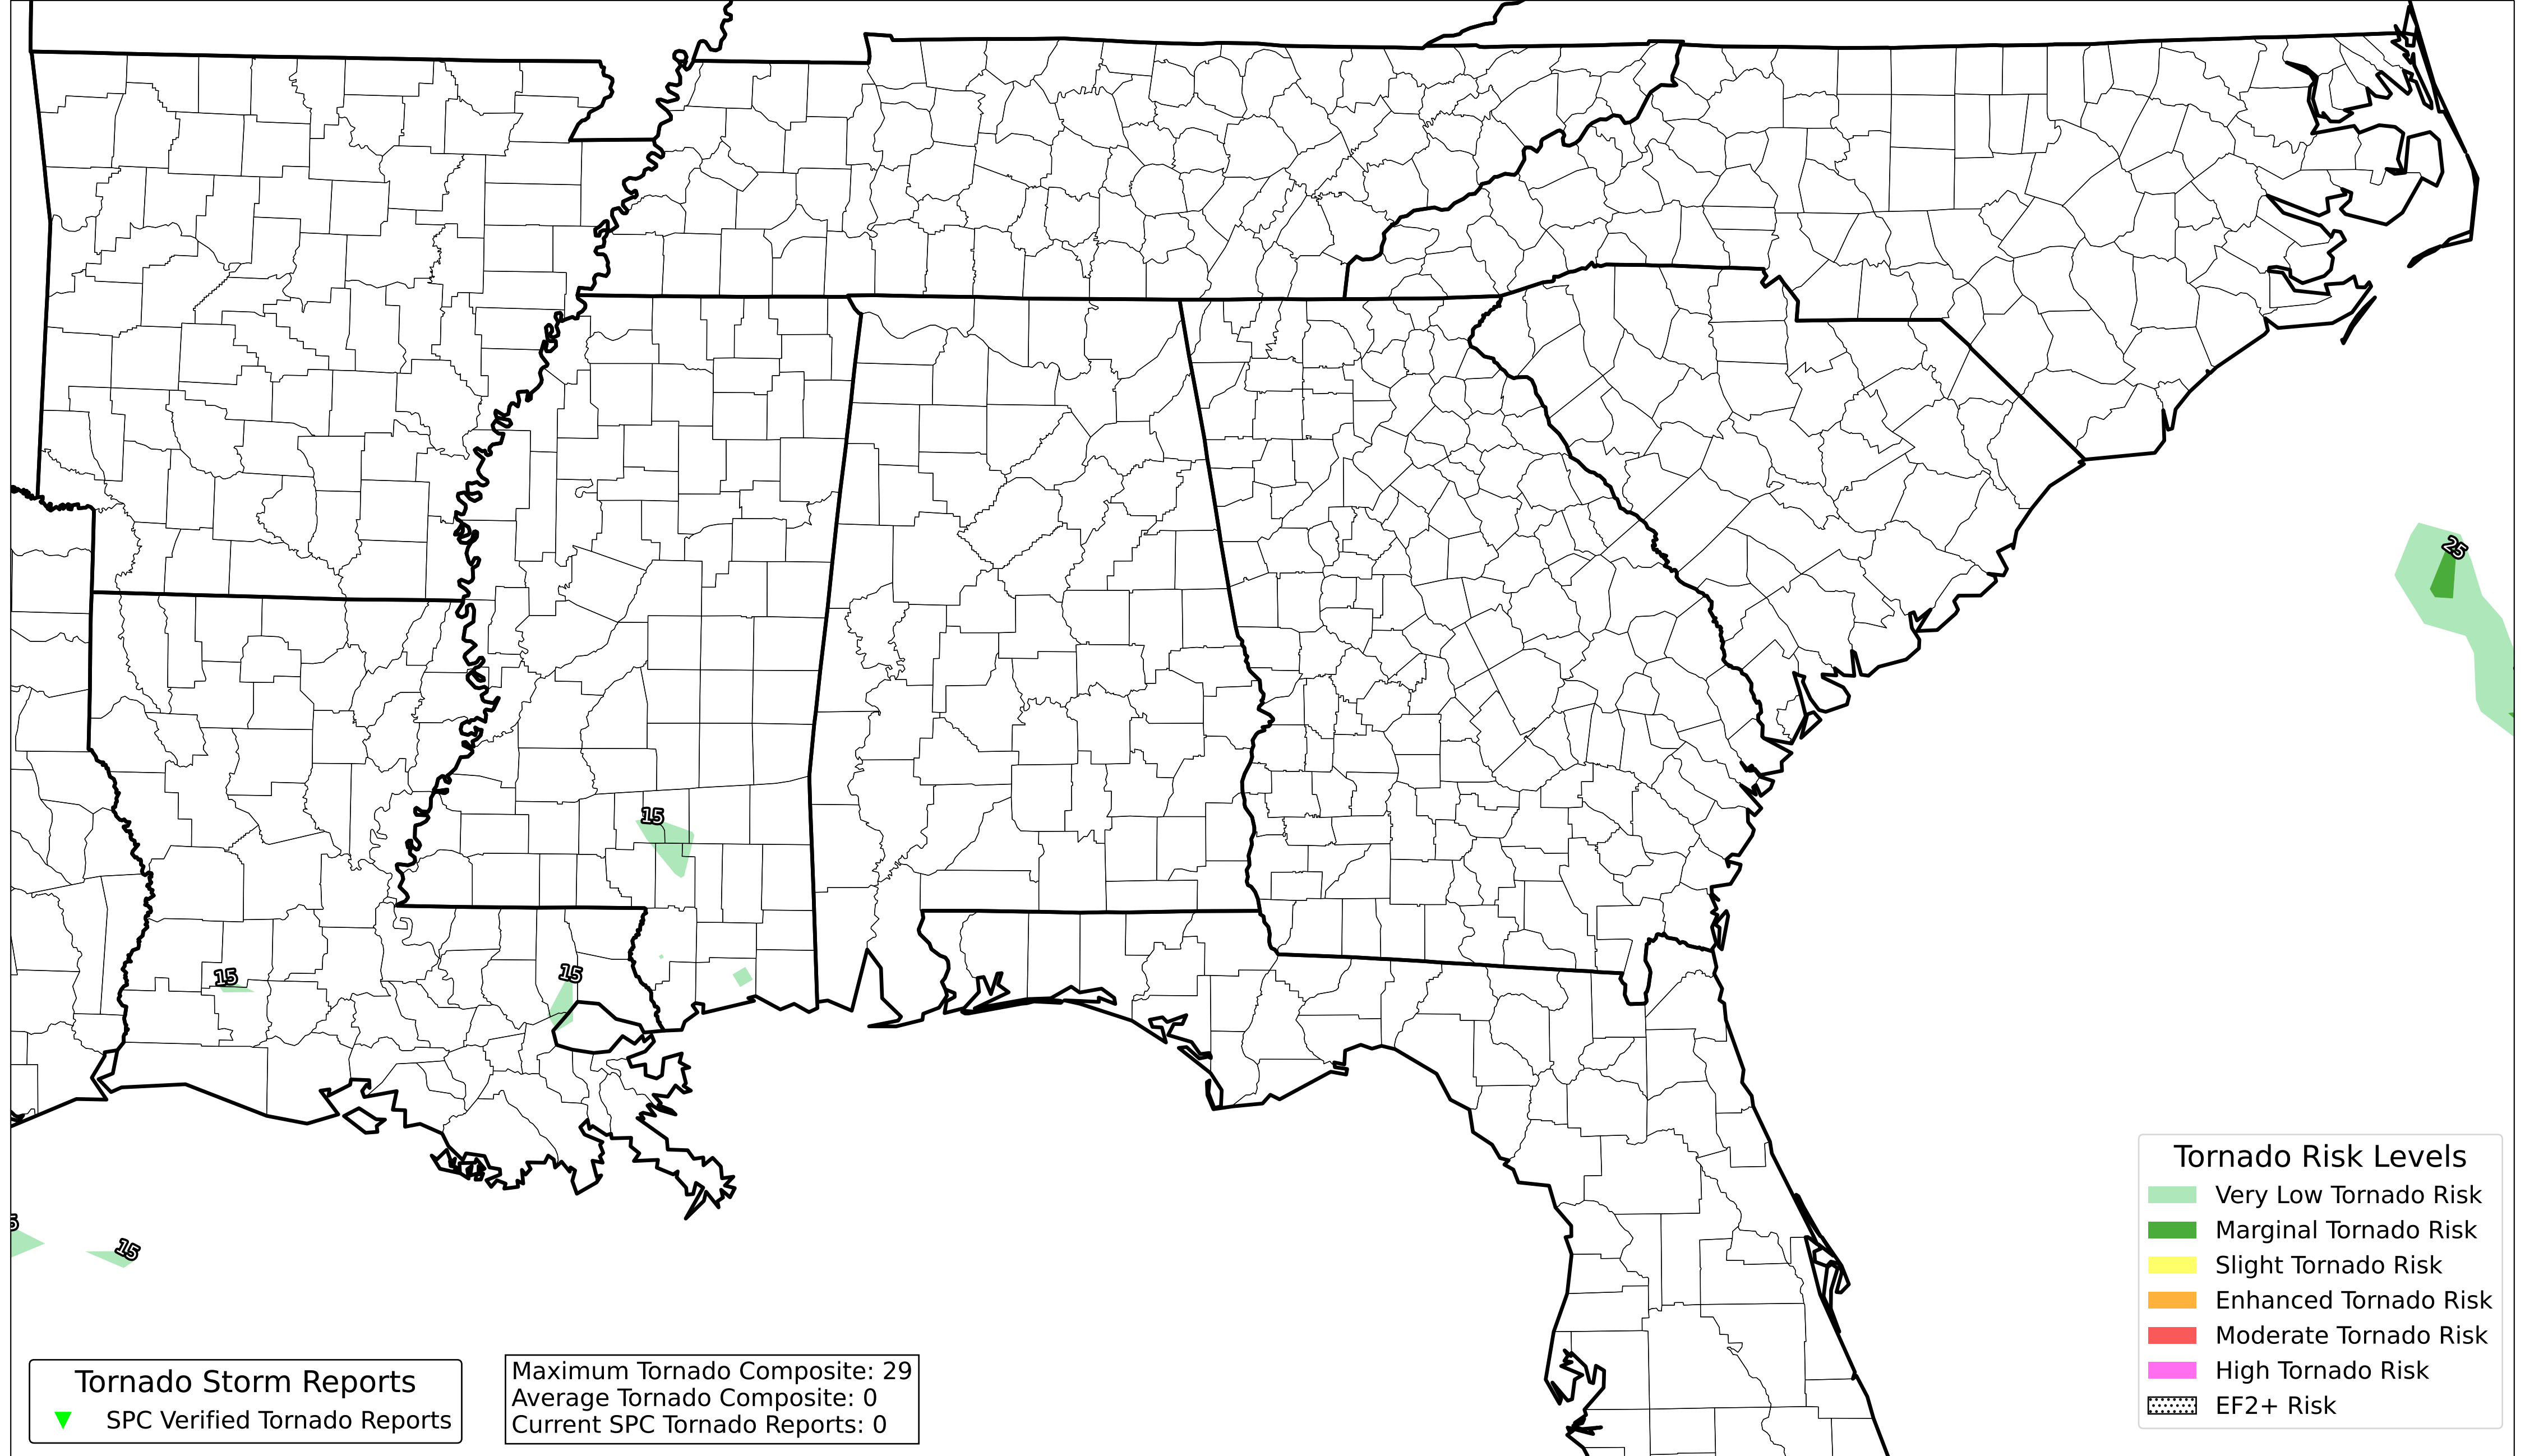 25
15
15
15
5
15
Tornado Risk Levels
Very Low Tornado Risk
Marginal Tornado Risk
Slight Tornado Risk
Enhanced Tornado Risk
Moderate Tornado Risk
High Tornado Risk
EF2+ Risk
Tornado Storm Reports
SPC Verified Tornado Reports
Maximum Tornado Composite: 29
Average Tornado Composite: 0
Current SPC Tornado Reports: 0